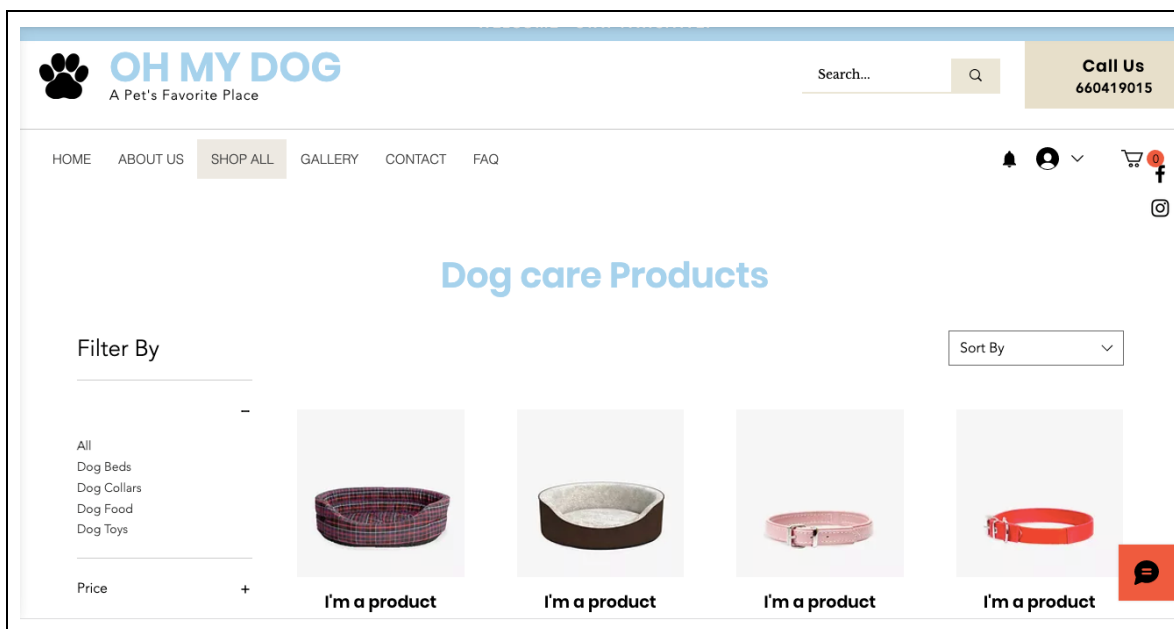 OH MY DOG
A Pet's Favorite Place
Search...
Call Us
660419015
HOME ABOUT US SHOP ALL GALLERY CONTACT FAQ
0
Dog care Products
Filter By
Sort By
All
Dog Beds
Dog Collars
Dog Food
Dog Toys
Price +
I'm a product I'm a product I'm a product I'm a product